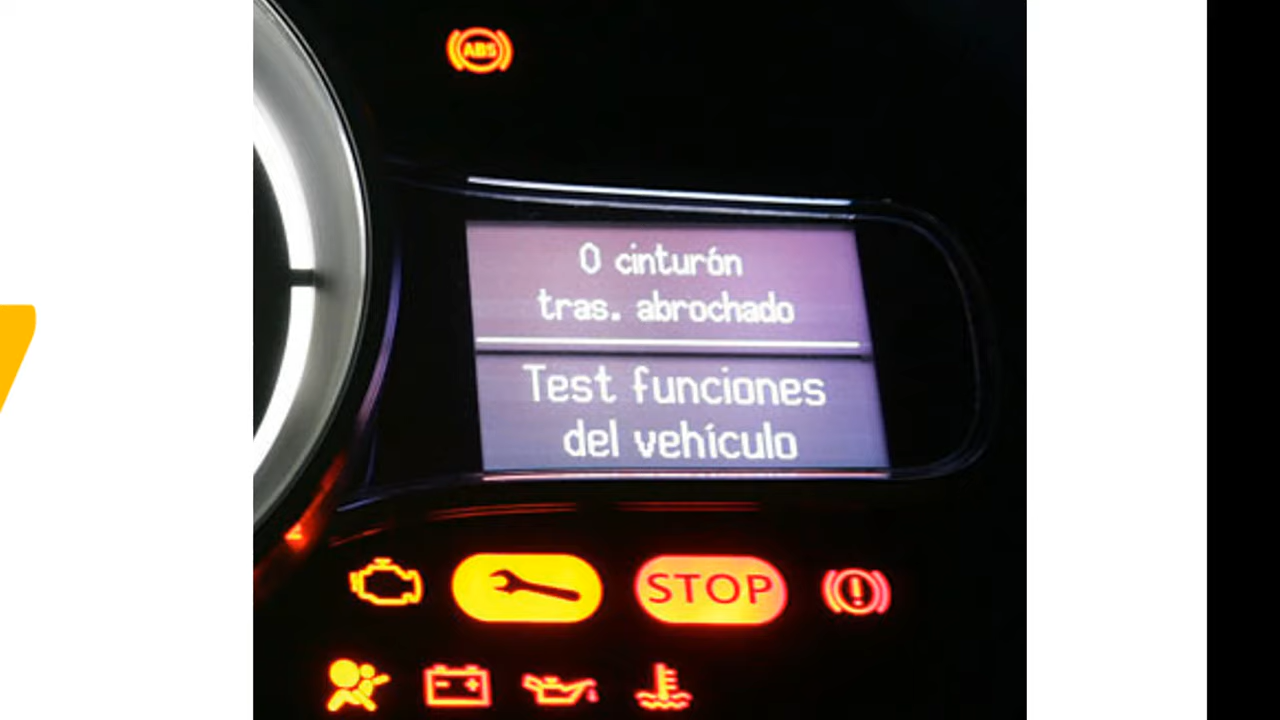 ABS
0 cinturón
tras. abrochado
Test funciones
del vehículo
STOP